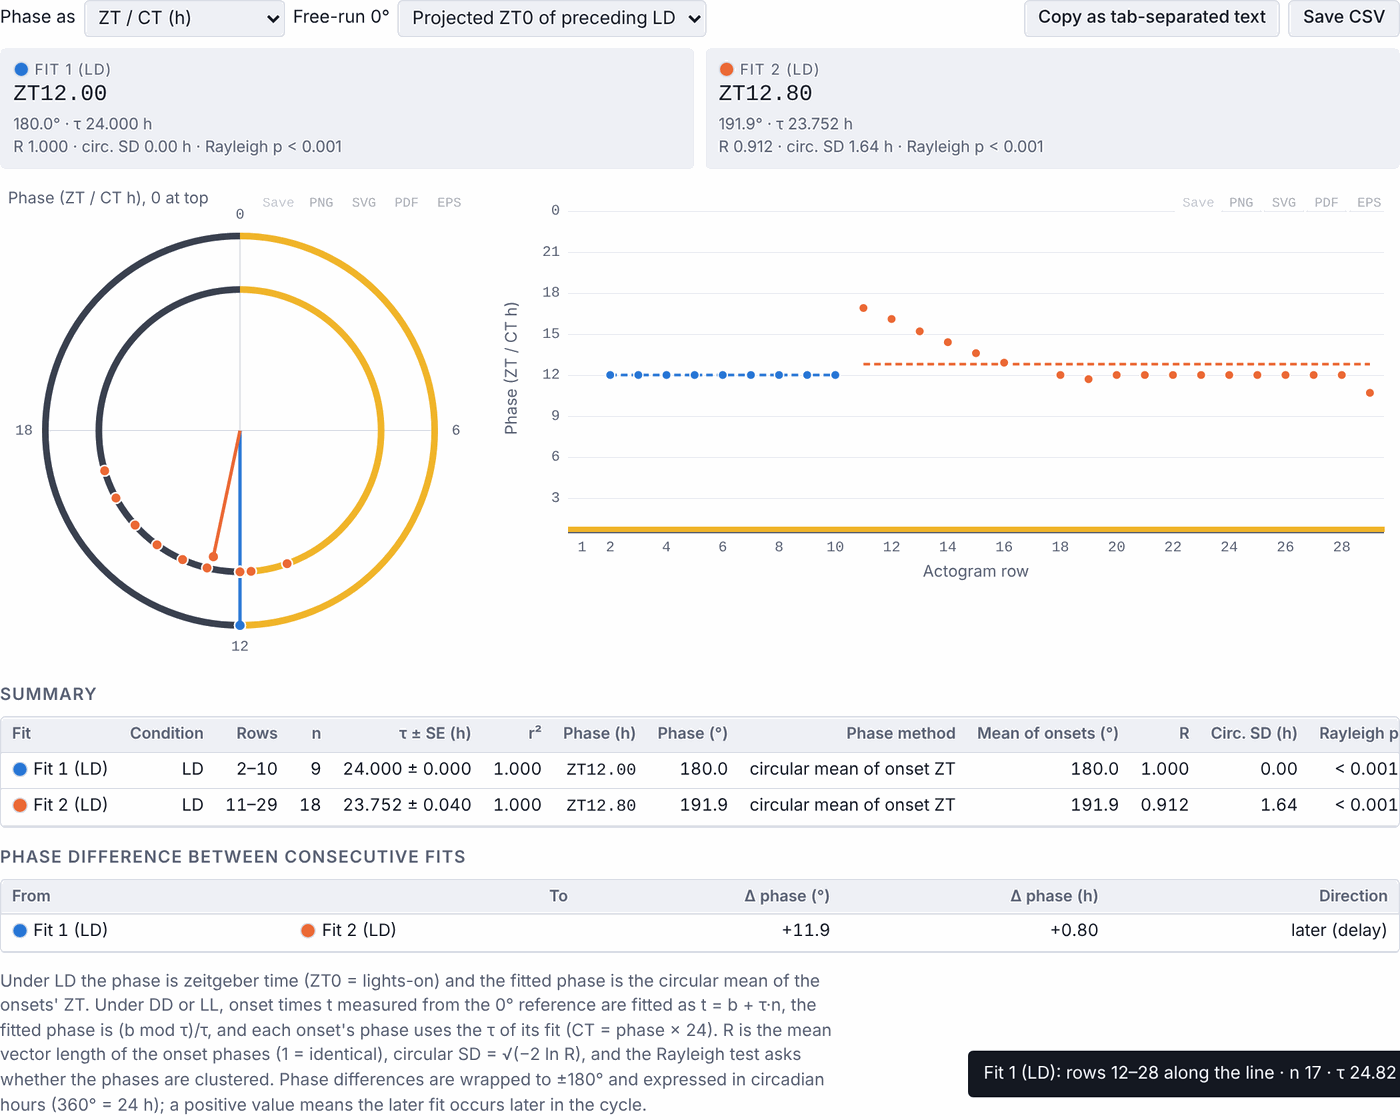 Phase as ZT / CT (h) Free-run 0° Projected ZT0 of preceding LD Copy as tab-separated text Save CSV
FIT 1 (LD)
ZT12.00
180.0° · τ 24.000 h
R 1.000 · circ. SD 0.00 h · Rayleigh p < 0.001
FIT 2 (LD)
ZT12.80
191.9° · τ 23.752 h
R 0.912 · circ. SD 1.64 h · Rayleigh p < 0.001
Phase (ZT / CT h), 0 at top
Save PNG SVG PDF EPS
0
18
6
12
Save PNG SVG PDF EPS
Phase (ZT / CT h)
0
21
18
15
12
9
6
3
1 2 4 6 8 10 12 14 16 18 20 22 24 26 28
Actogram row
SUMMARY
Fit Condition Rows n τ ± SE (h) r² Phase (h) Phase (°) Phase method Mean of onsets (°) R Circ. SD (h) Rayleigh p
Fit 1 (LD) LD 2–10 9 24.000 ± 0.000 1.000 ZT12.00 180.0 circular mean of onset ZT 180.0 1.000 0.00 < 0.001
Fit 2 (LD) LD 11–29 18 23.752 ± 0.040 1.000 ZT12.80 191.9 circular mean of onset ZT 191.9 0.912 1.64 < 0.001
PHASE DIFFERENCE BETWEEN CONSECUTIVE FITS
From To Δ phase (°) Δ phase (h) Direction
Fit 1 (LD) Fit 2 (LD) +11.9 +0.80 later (delay)
Under LD the phase is zeitgeber time (ZT0 = lights-on) and the fitted phase is the circular mean of the
onsets' ZT. Under DD or LL, onset times t measured from the 0° reference are fitted as t = b + τ·n, the
fitted phase is (b mod τ)/τ, and each onset's phase uses the τ of its fit (CT = phase × 24). R is the mean
vector length of the onset phases (1 = identical), circular SD = √(−2 ln R), and the Rayleigh test asks
whether the phases are clustered. Phase differences are wrapped to ±180° and expressed in circadian
hours (360° = 24 h); a positive value means the later fit occurs later in the cycle.
Fit 1 (LD): rows 12–28 along the line · n 17 · τ 24.82